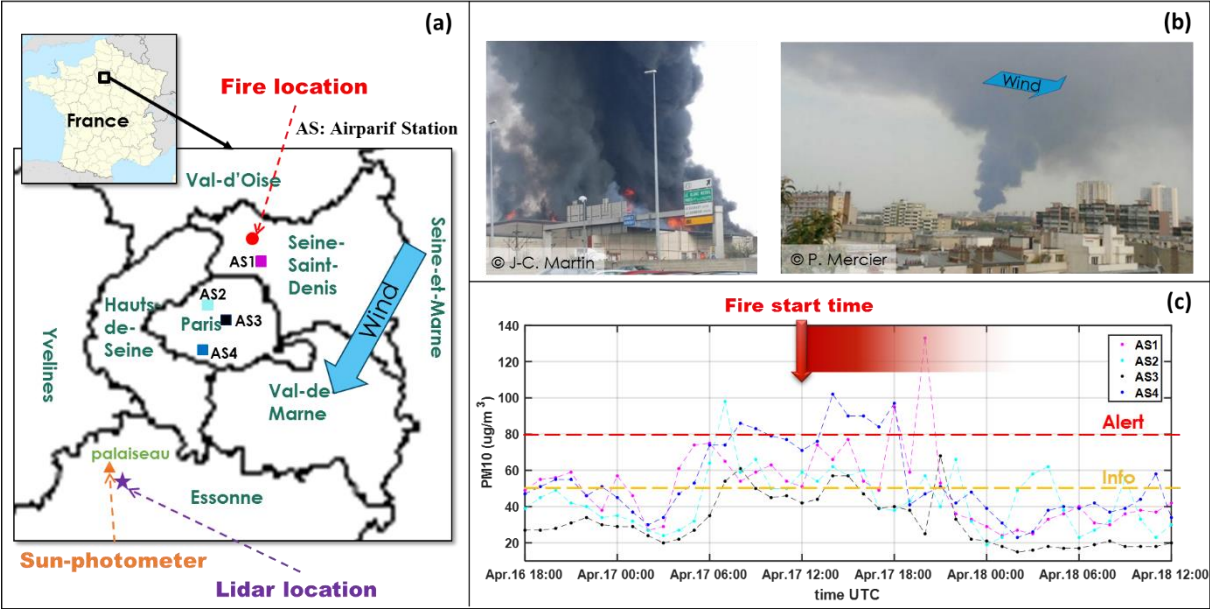 (a)
France
Fire location
AS: Airparif Station
Val-d'Oise
Seine-
Saint-
Denis
Seine-et-Marne
AS1
AS2
Hauts-
de-
Seine
Paris
AS3
AS4
Wind
Yvelines
Val-de-
Marne
palaiseau
Essonne
Sun-photometer
Lidar location
(b)
© J-C. Martin
Wind
© P. Mercier
(c)
Fire start time
PM10 (ug/m³)
140
120
100
80
60
40
20
AS1
AS2
AS3
AS4
Alert
Info
Apr.16 18:00 Apr.17 00:00 Apr.17 06:00 Apr.17 12:00 Apr.17 18:00 Apr.18 00:00 Apr.18 06:00 Apr.18 12:00
time UTC